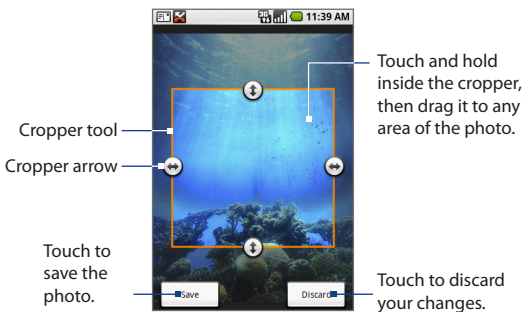 3G
11:39 AM
Touch and hold
inside the cropper,
then drag it to any
area of the photo.
Cropper tool
Cropper arrow
Touch to
save the
photo.
Save
Discard
Touch to discard
your changes.